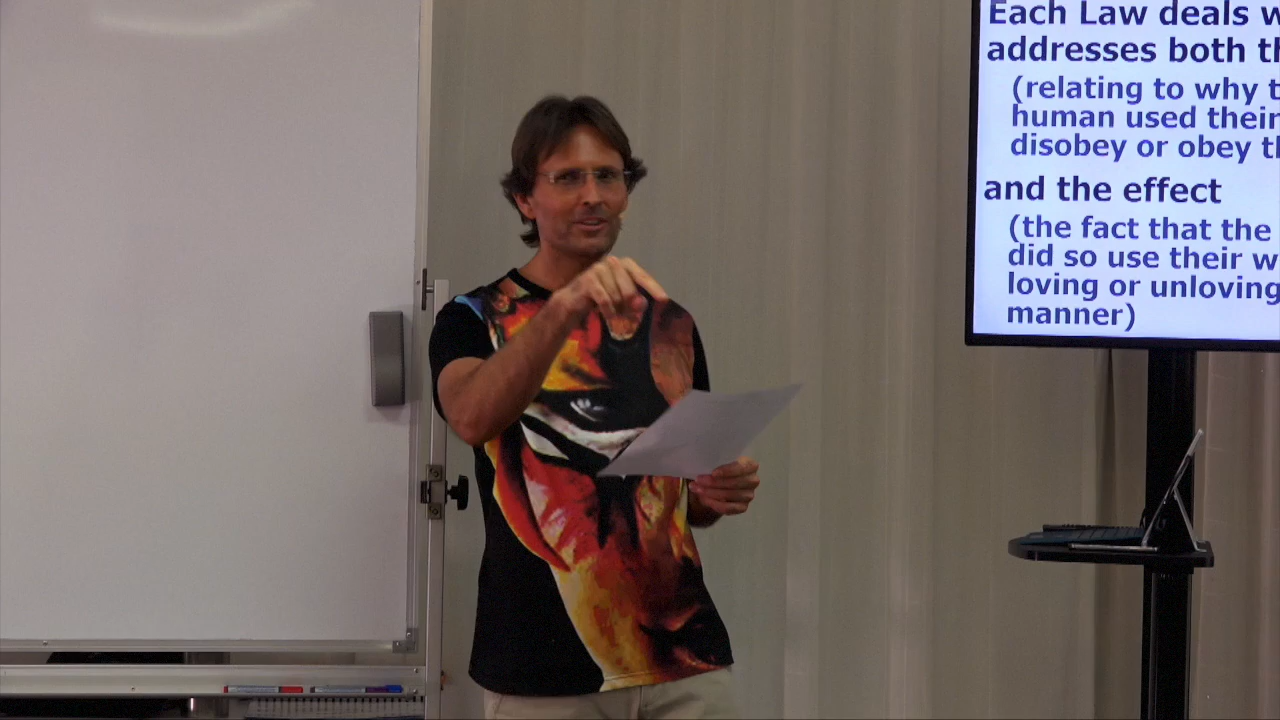 Each Law deals w
addresses both th
(relating to why t
human used their
disobey or obey th
and the effect
(the fact that the
did so use their w
loving or unloving
manner)